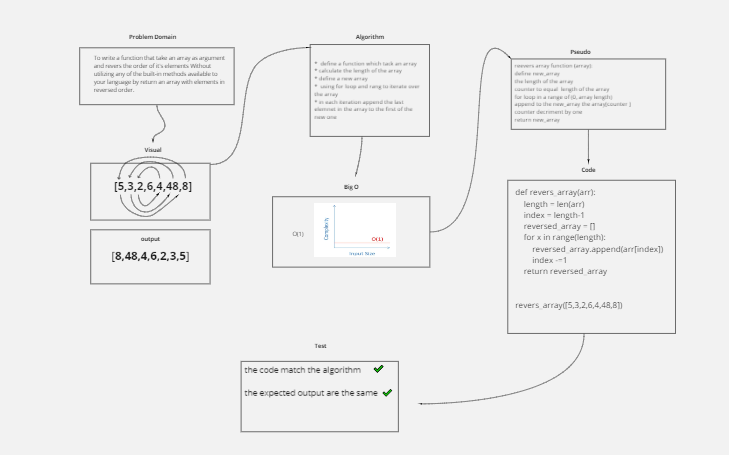 Problem Domain
To write a function that take an array as argument
and revers the order of it's elements Without
utilizing any of the built-in methods available to
your language by return an array with elements in
reversed order.
Visual
[5,3,2,6,4,48,8]
output
[8,48,4,6,2,3,5]
Algorithm
* define a function which task an array
* calculate the length of the array
* define a new array
* using for loop and rang to iterate over
the array
* in each iteration append the last
elemnet in the array to the first of the
new one
Big O
O(1)
Complexity
O(1)
Input Size
Pseudo
reevers array function (array):
define new_array
the length of the array
counter to equal length of the array
for loop in a range of (0, array length)
append to the new_array the array[counter ]
counter decriment by one
return new_array
Code
def revers_array(arr):
length = len(arr)
index = length-1
reversed_array = []
for x in range(length):
reversed_array.append(arr[index])
index -=1
return reversed_array
revers_array([5,3,2,6,4,48,8])
Test
the code match the algorithm
the expected output are the same